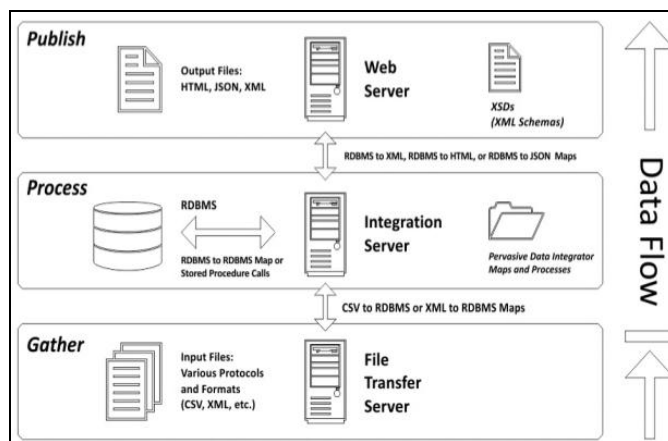 Publish
Output Files:
HTML, JSON, XML
Web
Server
XSDs
(XML Schemas)
RDBMS to XML, RDBMS to HTML, or RDBMS to JSON Maps
Process
RDBMS
RDBMS to RDBMS Map or
Stored Procedure Calls
Integration
Server
Pervasive Data Integrator
Maps and Processes
CSV to RDBMS or XML to RDBMS Maps
Gather
Input Files:
Various Protocols
and Formats
(CSV, XML, etc.)
File
Transfer
Server
Data Flow